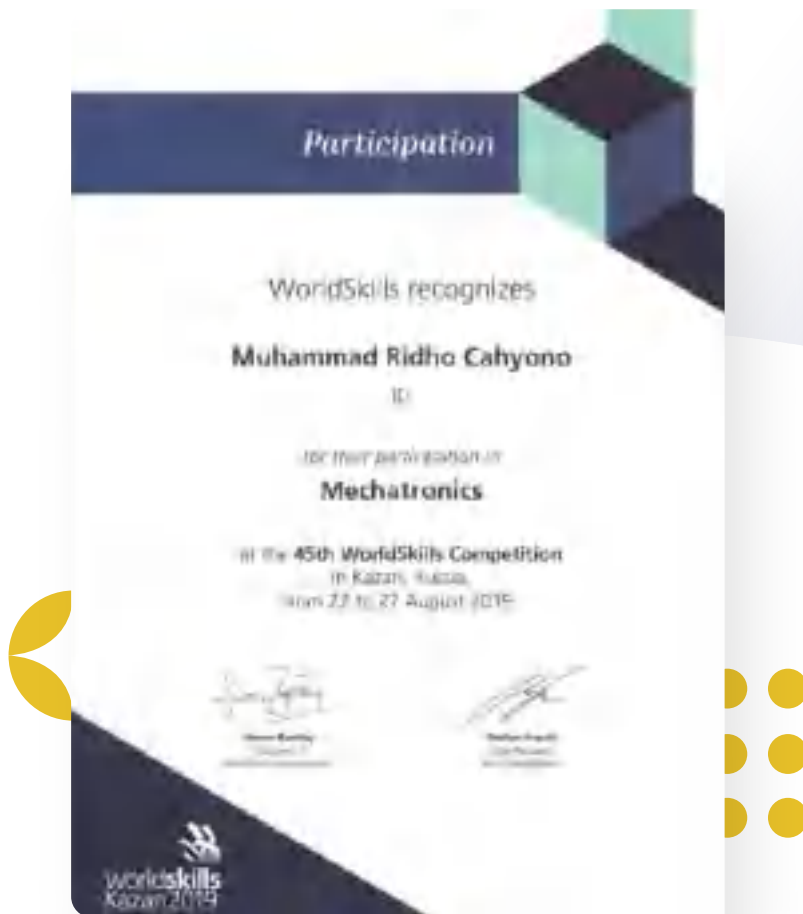 Participation
WorldSkills recognizes
Muhammad Ridho Cahyono
ID
for their participation in
Mechatronics
at the 45th WorldSkills Competition
in Kazan, Russia,
from 22 to 27 August 2019
worldskills
Kazan 2019